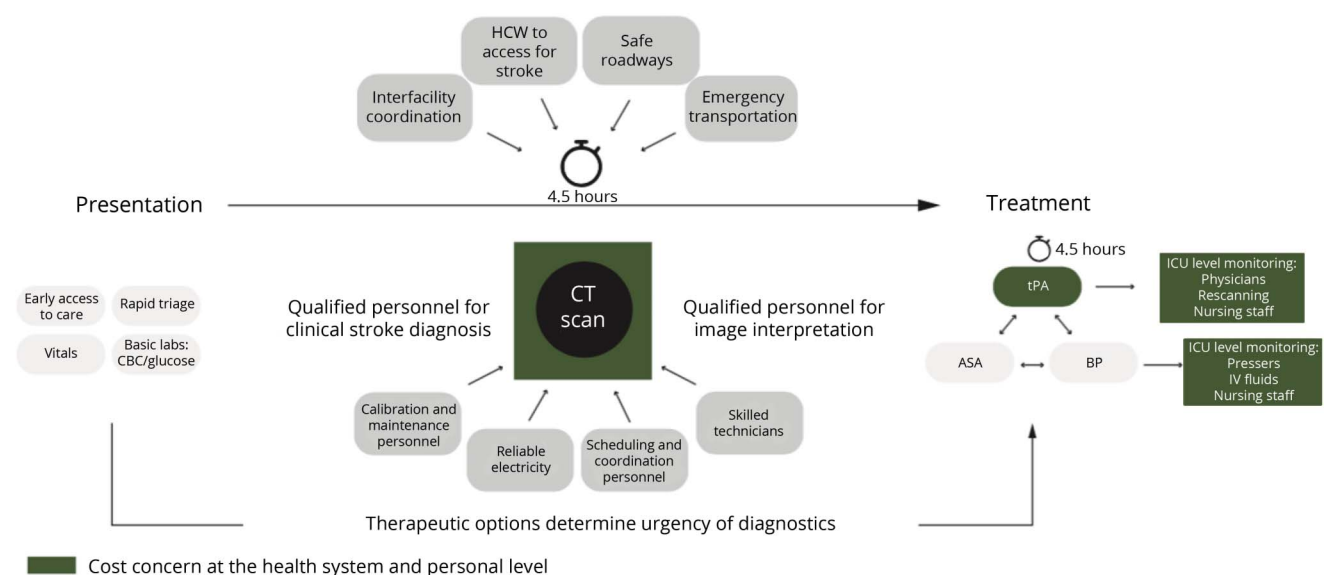 HCW to
access for
stroke
Safe
roadways
Interfacility
coordination
Emergency
transportation
4.5 hours
Presentation
Treatment
4.5 hours
tPA
ICU level monitoring:
Physicians
Rescanning
Nursing staff
Early access
to care
Rapid triage
Vitals
Basic labs:
CBC/glucose
Qualified personnel for
clinical stroke diagnosis
CT
scan
Qualified personnel for
image interpretation
ASA
BP
ICU level monitoring:
Pressers
IV fluids
Nursing staff
Calibration and
maintenance
personnel
Reliable
electricity
Scheduling and
coordination
personnel
Skilled
technicians
Therapeutic options determine urgency of diagnostics
Cost concern at the health system and personal level